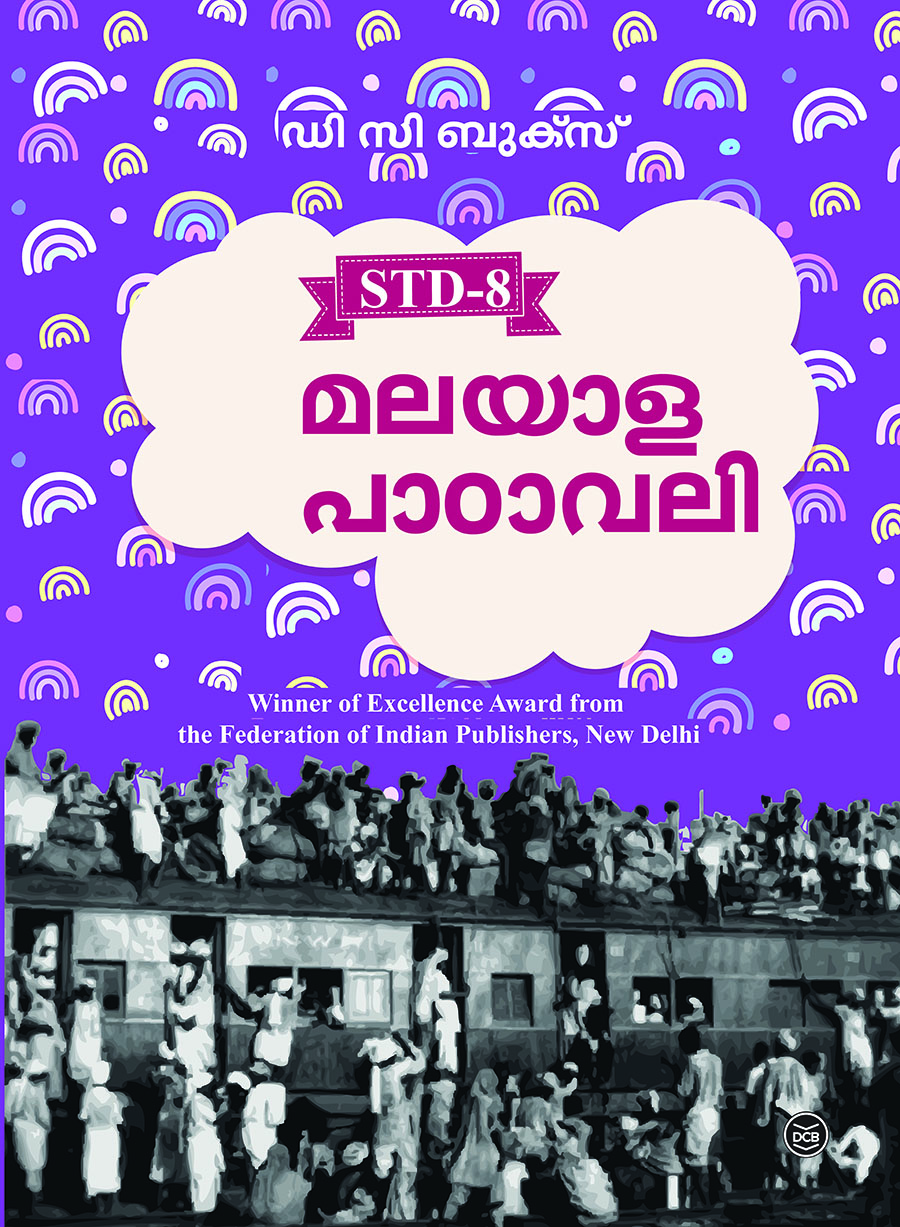 ഡി സി ബുക്സ്
STD-8
മലയാള
പാഠാവലി
Winner of Excellence Award from
the Federation of Indian Publishers, New Delhi
DCB